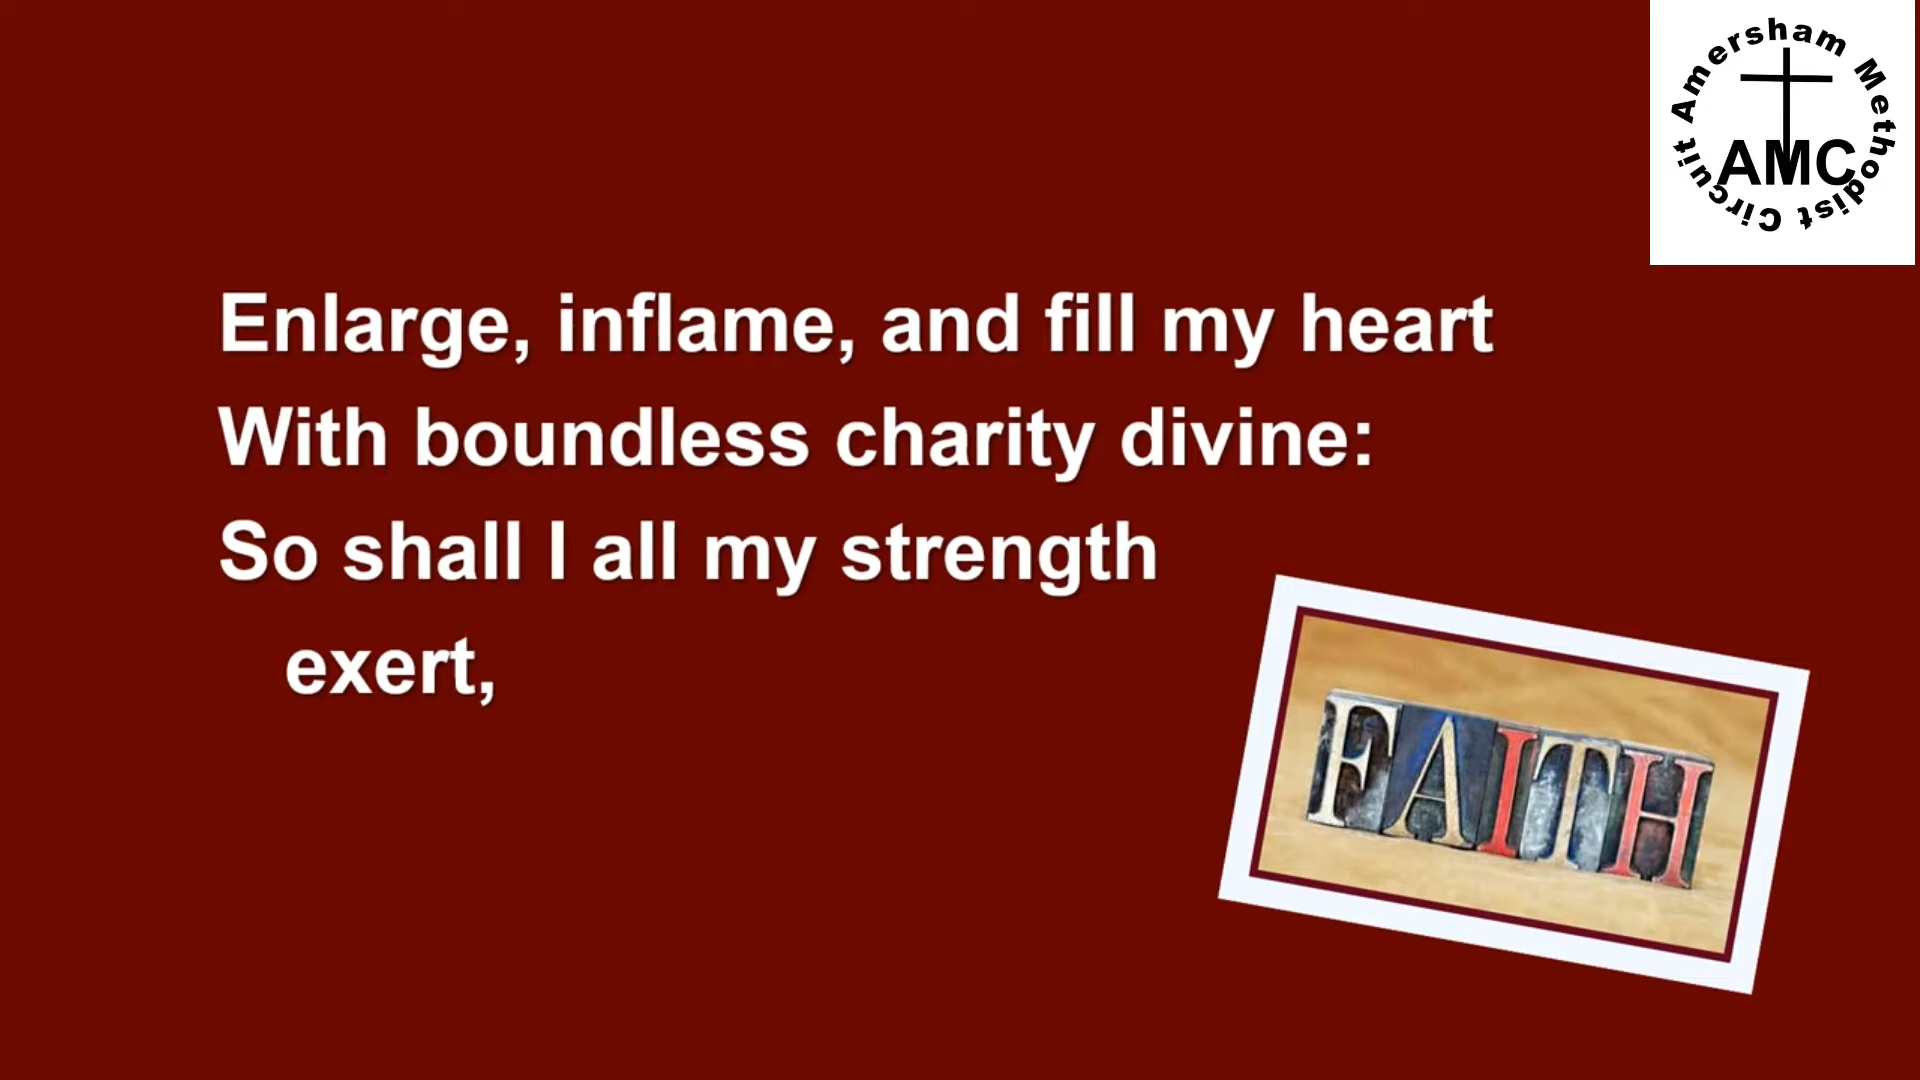 Amersham Methodist Circuit
AMC
Enlarge, inflame, and fill my heart
With boundless charity divine:
So shall I all my strength
exert,
FAITH